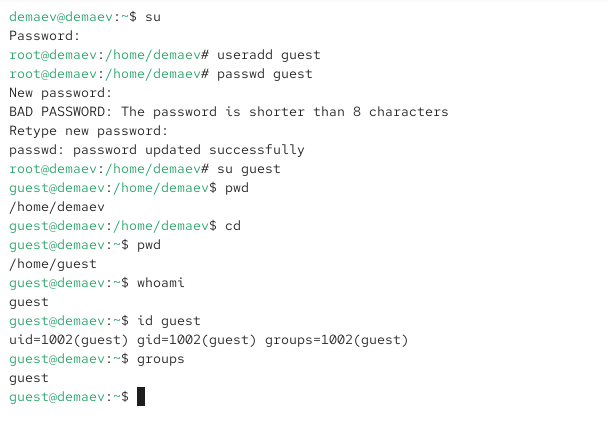 demaev@demaev:~$ su
Password:
root@demaev:/home/demaev# useradd guest
root@demaev:/home/demaev# passwd guest
New password:
BAD PASSWORD: The password is shorter than 8 characters
Retype new password:
passwd: password updated successfully
root@demaev:/home/demaev# su guest
guest@demaev:/home/demaev$ pwd
/home/demaev
guest@demaev:/home/demaev$ cd
guest@demaev:~$ pwd
/home/guest
guest@demaev:~$ whoami
guest
guest@demaev:~$ id guest
uid=1002(guest) gid=1002(guest) groups=1002(guest)
guest@demaev:~$ groups
guest
guest@demaev:~$